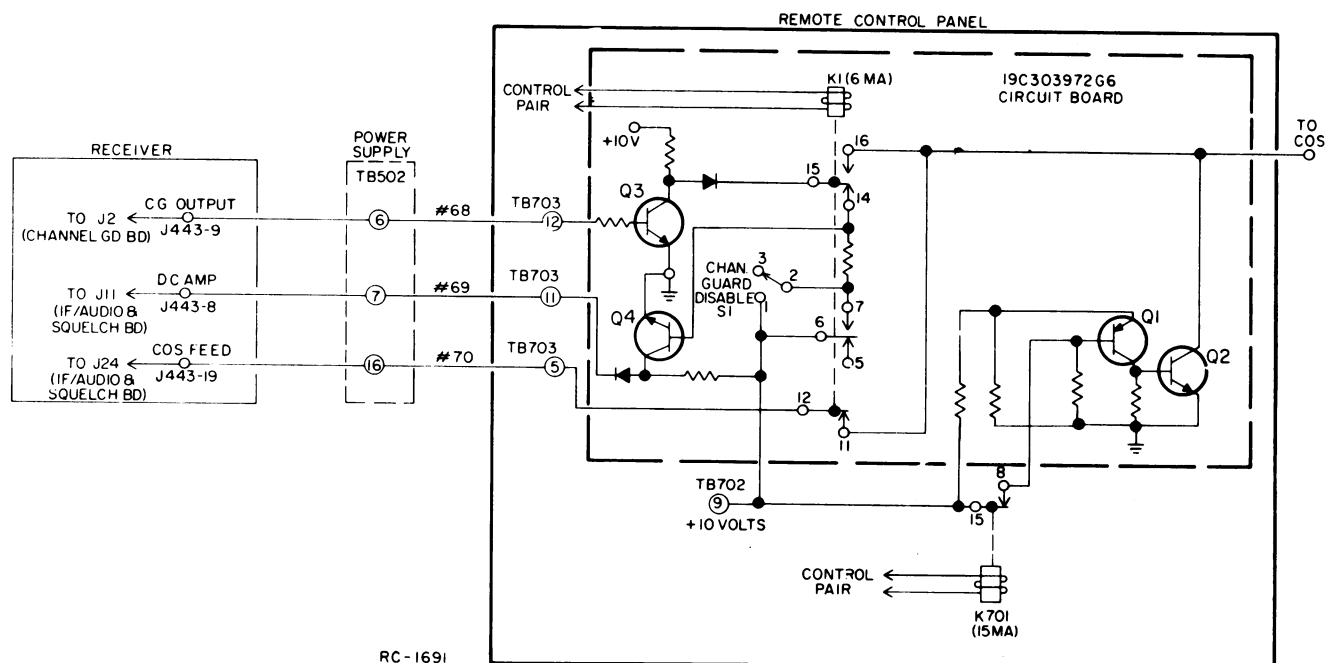 REMOTE CONTROL PANEL
K1 (6 MA)
19C303972G6
CIRCUIT BOARD
CONTROL
PAIR
+10V
TO
COS
RECEIVER
POWER
SUPPLY
TB502
16
15
14
Q3
CG OUTPUT
TO J2
(CHANNEL GD BD)
J443-9
6
#68
TB703
12
3
CHAN.
GUARD
DISABLE
S1
2
1
7
DC AMP
TO J11
(IF/AUDIO &
SQUELCH BD)
J443-8
7
#69
TB703
11
Q4
6
5
Q1
Q2
COS FEED
TO J24
(IF/AUDIO &
SQUELCH BD)
J443-19
16
#70
TB703
5
12
11
TB702
9
+10 VOLTS
8
15
CONTROL
PAIR
K701
(15MA)
RC-1691